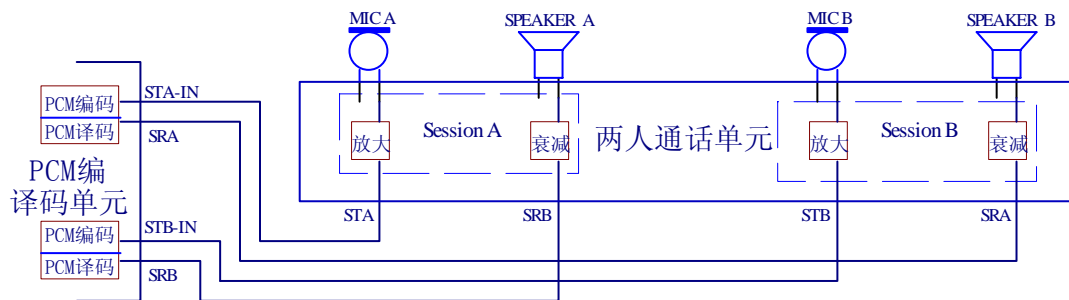 MIC A
SPEAKER A
MIC B
SPEAKER B
PCM编码
STA-IN
PCM译码
SRA
放大
Session A
衰减
两人通话单元
放大
Session B
衰减
PCM编
译码单元
STA
SRB
STB
SRA
PCM编码
STB-IN
PCM译码
SRB